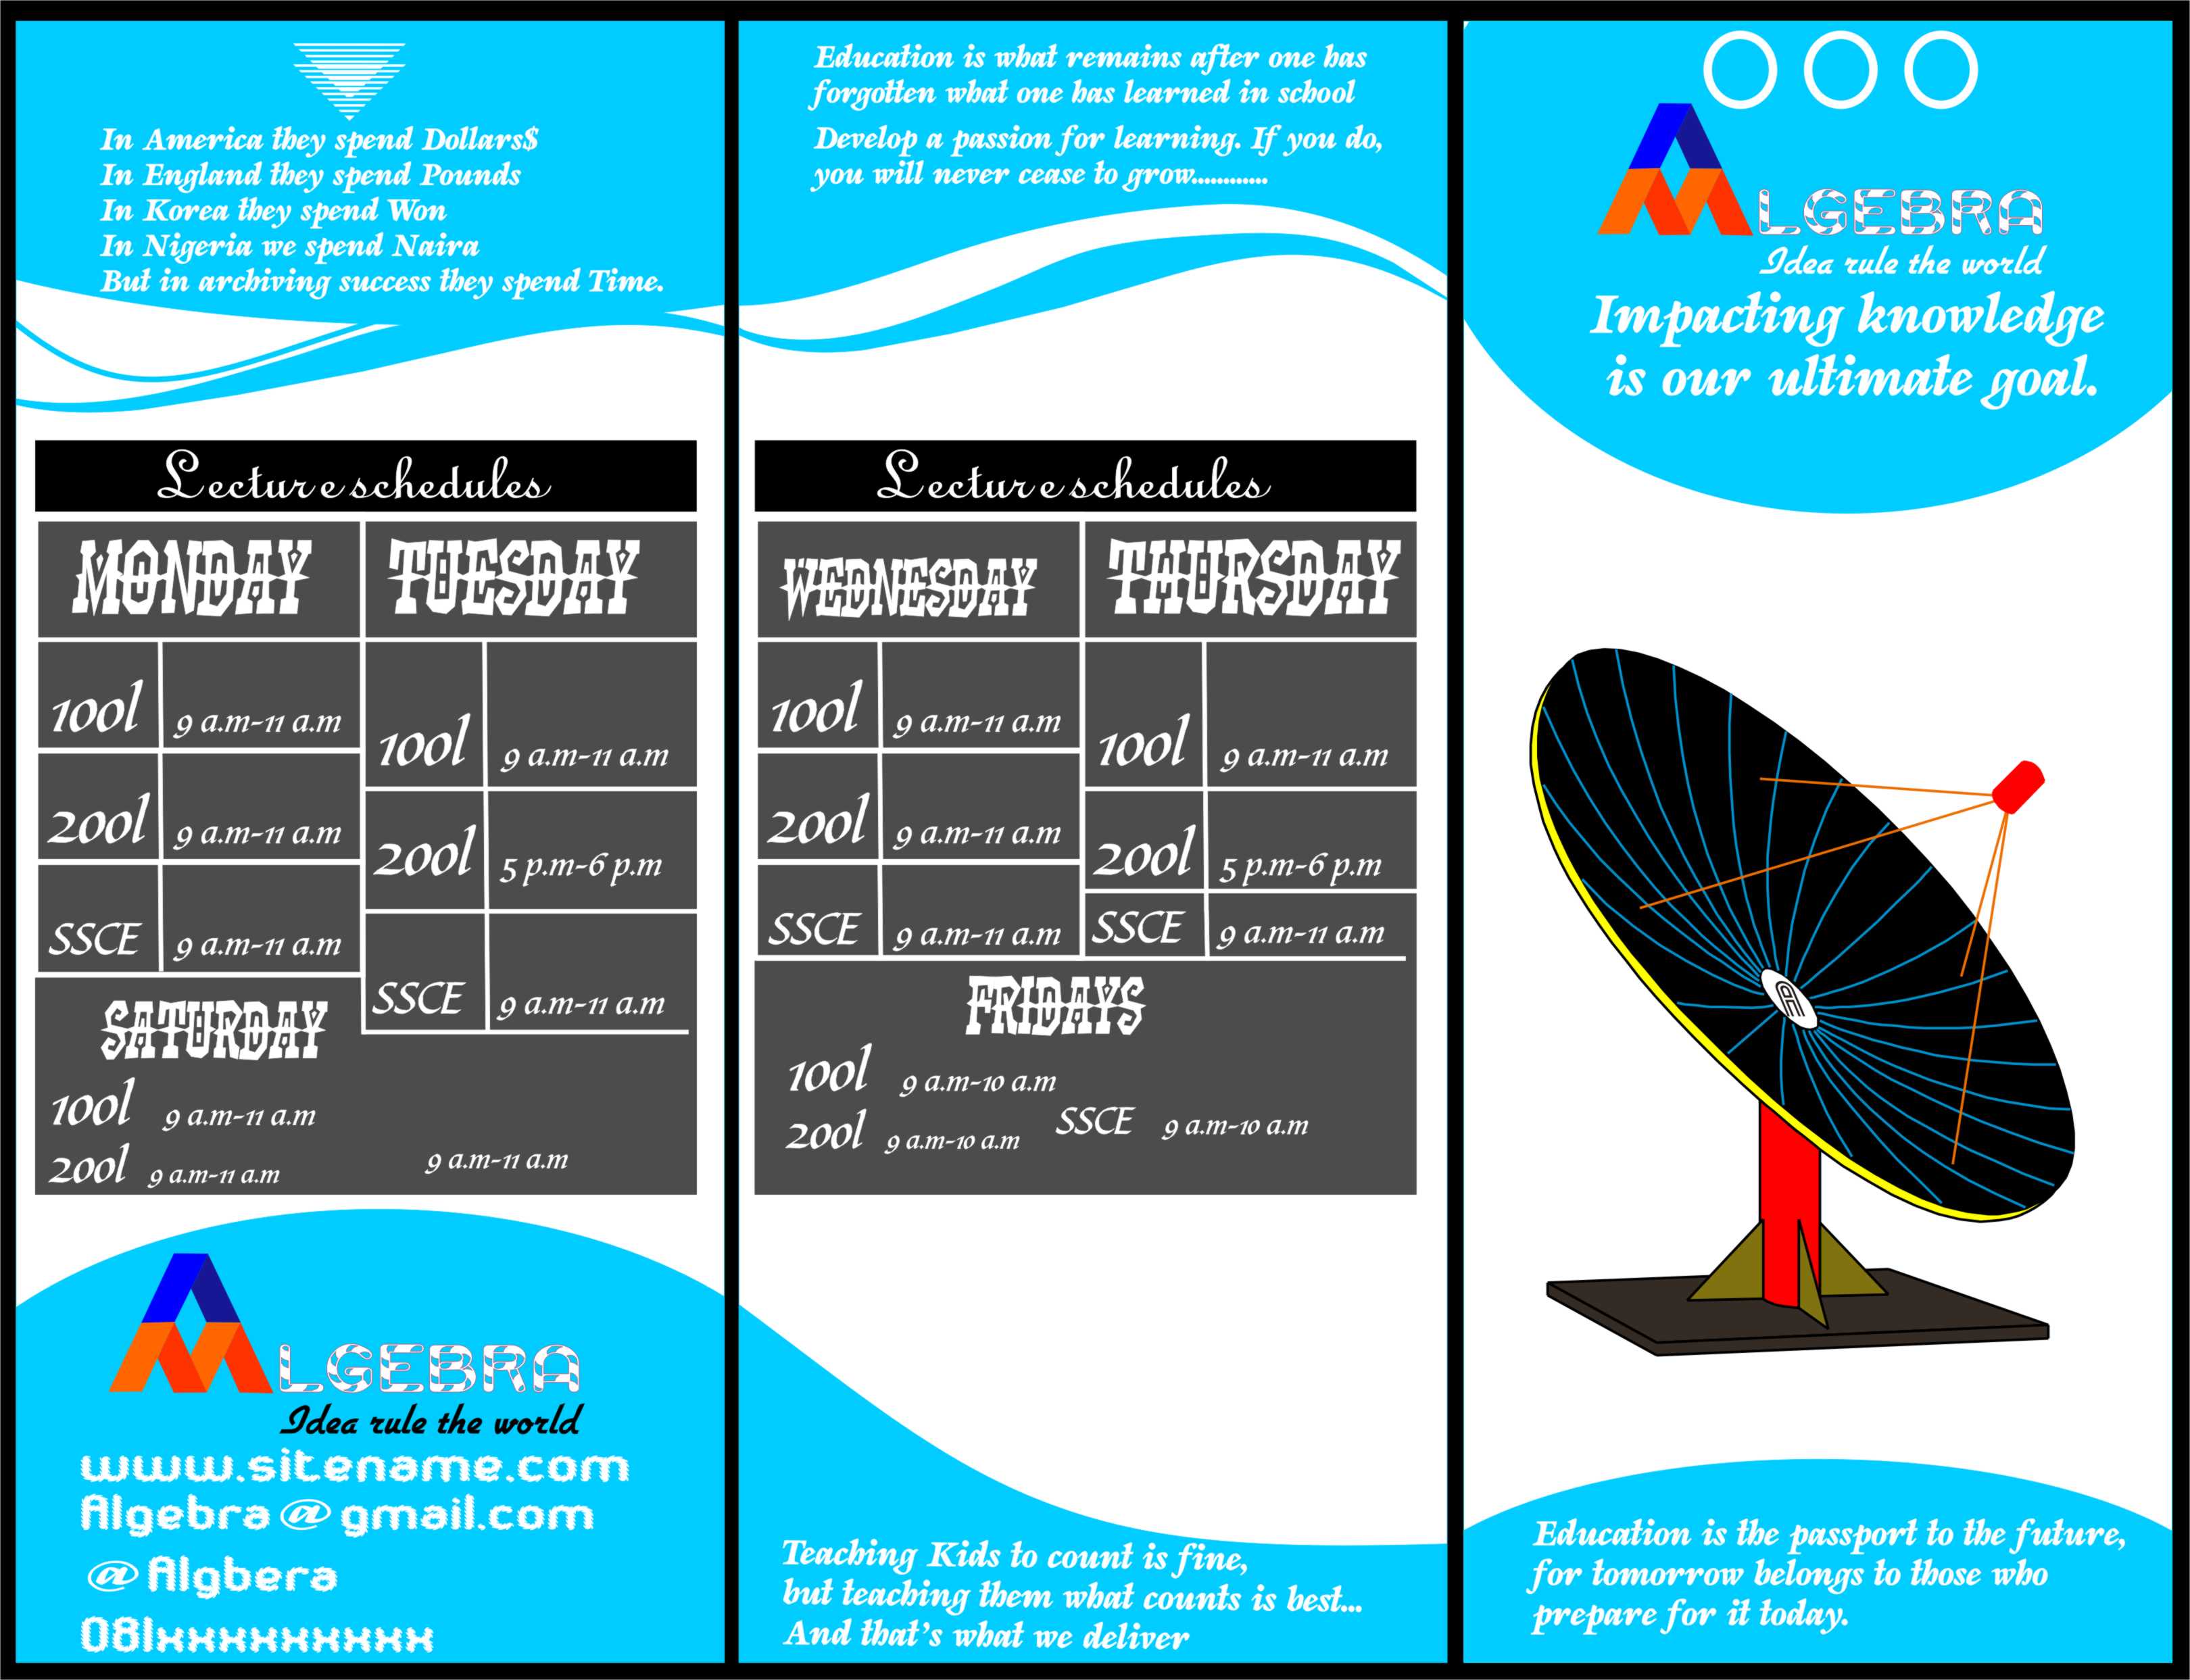 In America they spend Dollars$
In England they spend Pounds
In Korea they spend Won
In Nigeria we spend Naira
But in archiving success they spend Time.
Lecture schedules
MONDAY
100l 9 a.m-11 a.m
200l 9 a.m-11 a.m
SSCE 9 a.m-11 a.m
TUESDAY
100l 9 a.m-11 a.m
200l 5 p.m-6 p.m
SSCE 9 a.m-11 a.m
SATURDAY
100l 9 a.m-11 a.m
200l 9 a.m-11 a.m
9 a.m-11 a.m
ALGEBRA
Idea rule the world
www.sitename.com
Algebra@gmail.com
@Algbera
081xxxxxxxxx
Education is what remains after one has
forgotten what one has learned in school
Develop a passion for learning. If you do,
you will never cease to grow............
Lecture schedules
WEDNESDAY
100l 9 a.m-11 a.m
200l 9 a.m-11 a.m
SSCE 9 a.m-11 a.m
THURSDAY
100l 9 a.m-11 a.m
200l 5 p.m-6 p.m
SSCE 9 a.m-11 a.m
FRIDAYS
100l 9 a.m-10 a.m
200l 9 a.m-10 a.m
SSCE 9 a.m-10 a.m
Teaching Kids to count is fine,
but teaching them what counts is best...
And that's what we deliver
ALGEBRA
Idea rule the world
Impacting knowledge
is our ultimate goal.
Education is the passport to the future,
for tomorrow belongs to those who
prepare for it today.